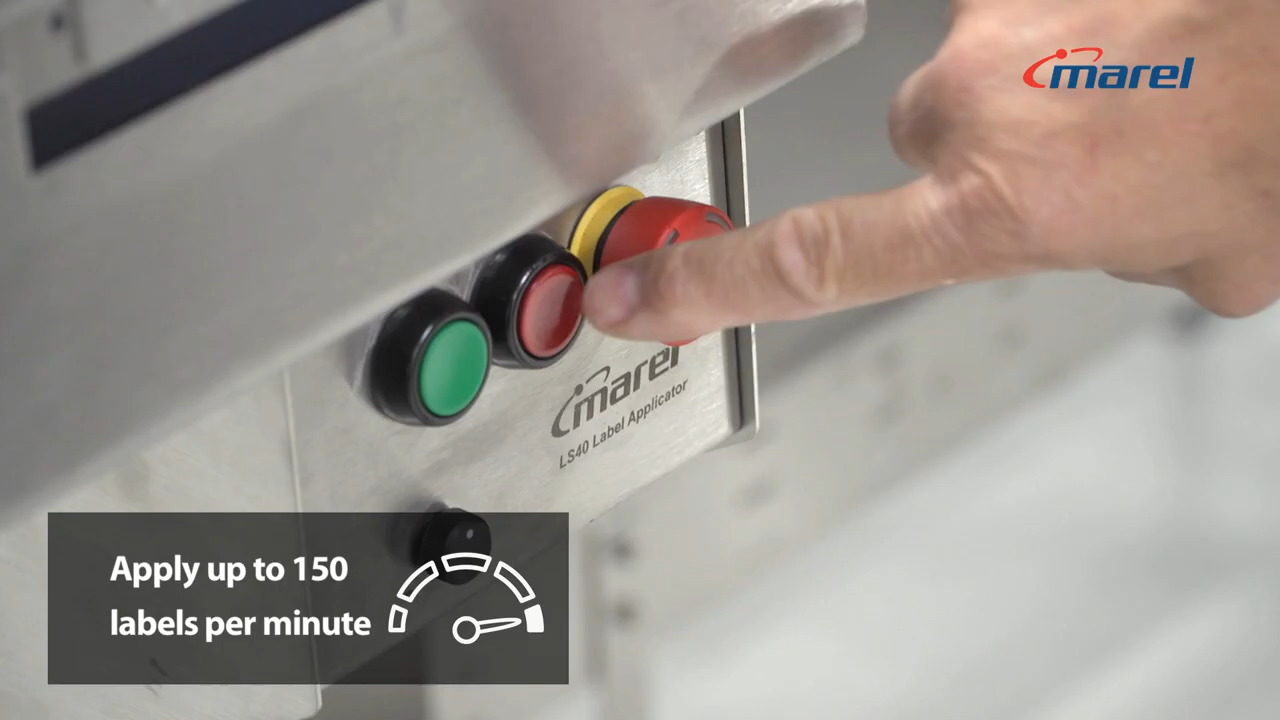 marel
marel
LS40 Label Applicator
Apply up to 150
labels per minute